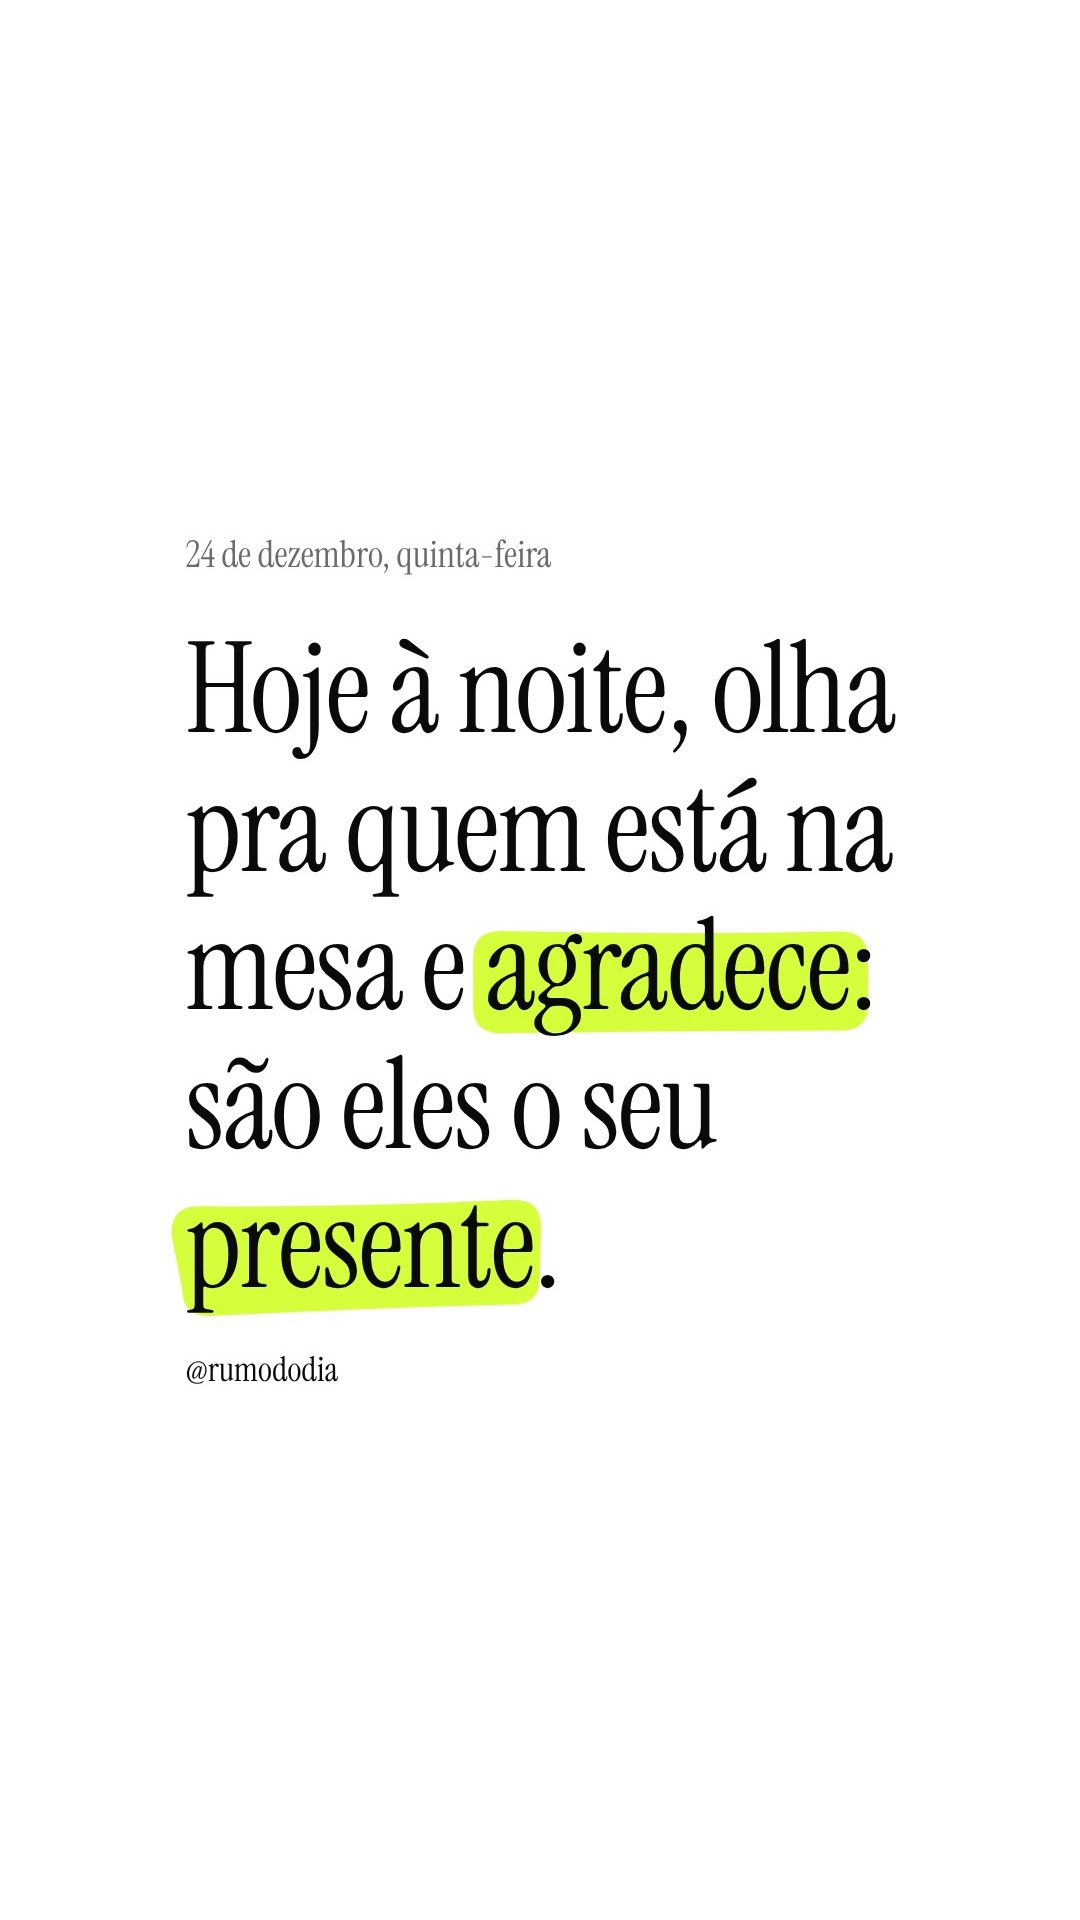 24 de dezembro, quinta-feira
Hoje à noite, olha
pra quem está na
mesa e agradece:
são eles o seu
presente.
@rumododia